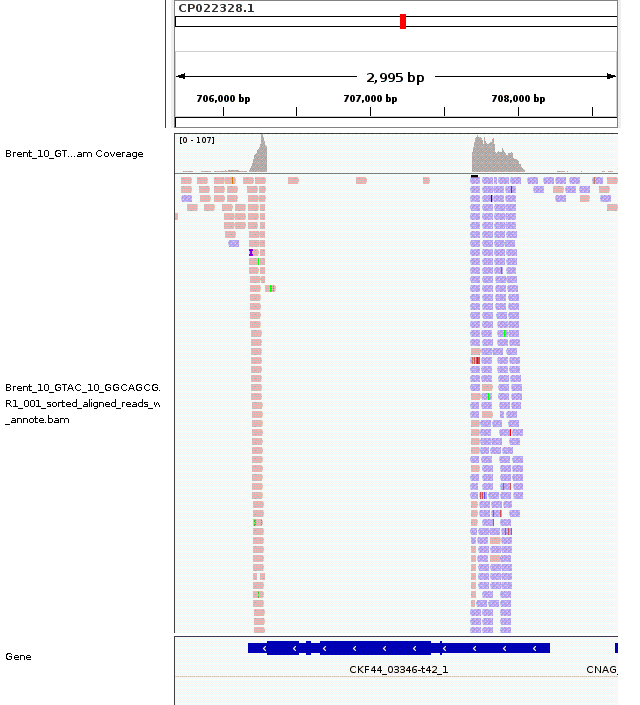 CP022328.1
2,995 bp
706,000 bp 707,000 bp 708,000 bp
[0 - 107]
Brent_10_GT...am Coverage
Brent_10_GTAC_10_GGCAGCG.
R1_001_sorted_aligned_reads_w
_annote.bam
Gene
CKF44_03346-t42_1
CNAG_